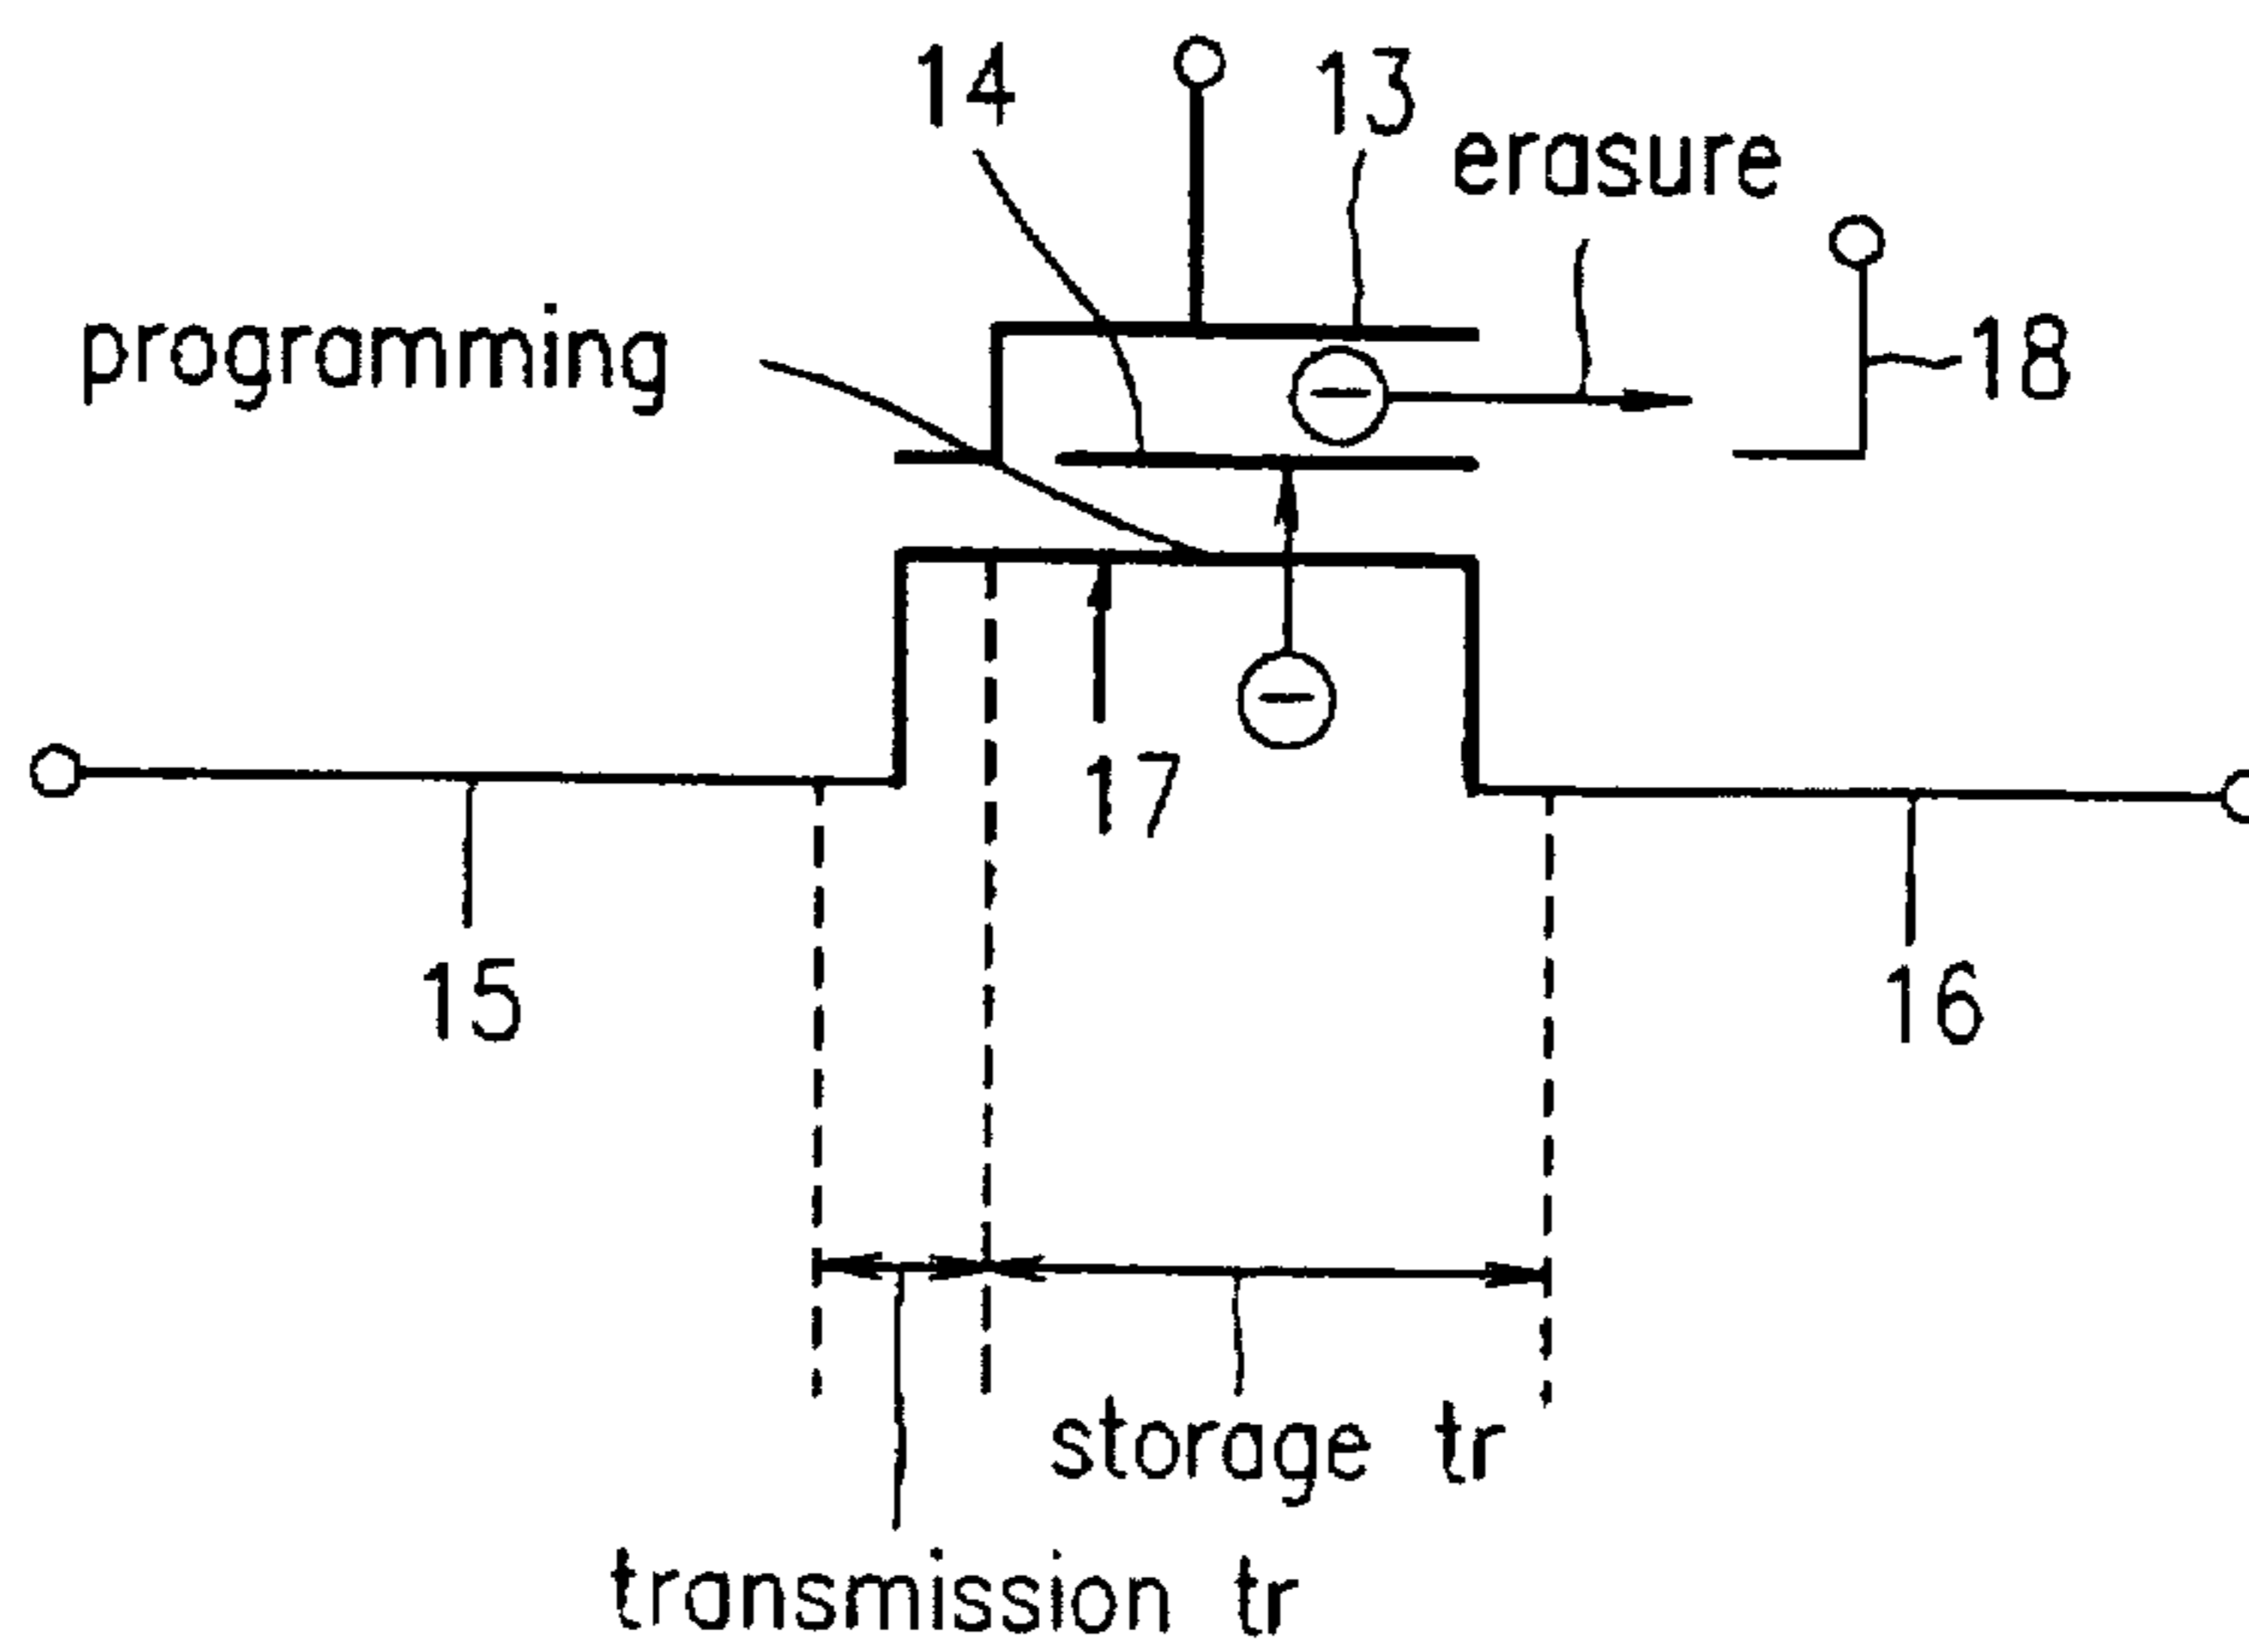 14
13
erasure
programming
18
17
15
16
storage tr
transmission tr